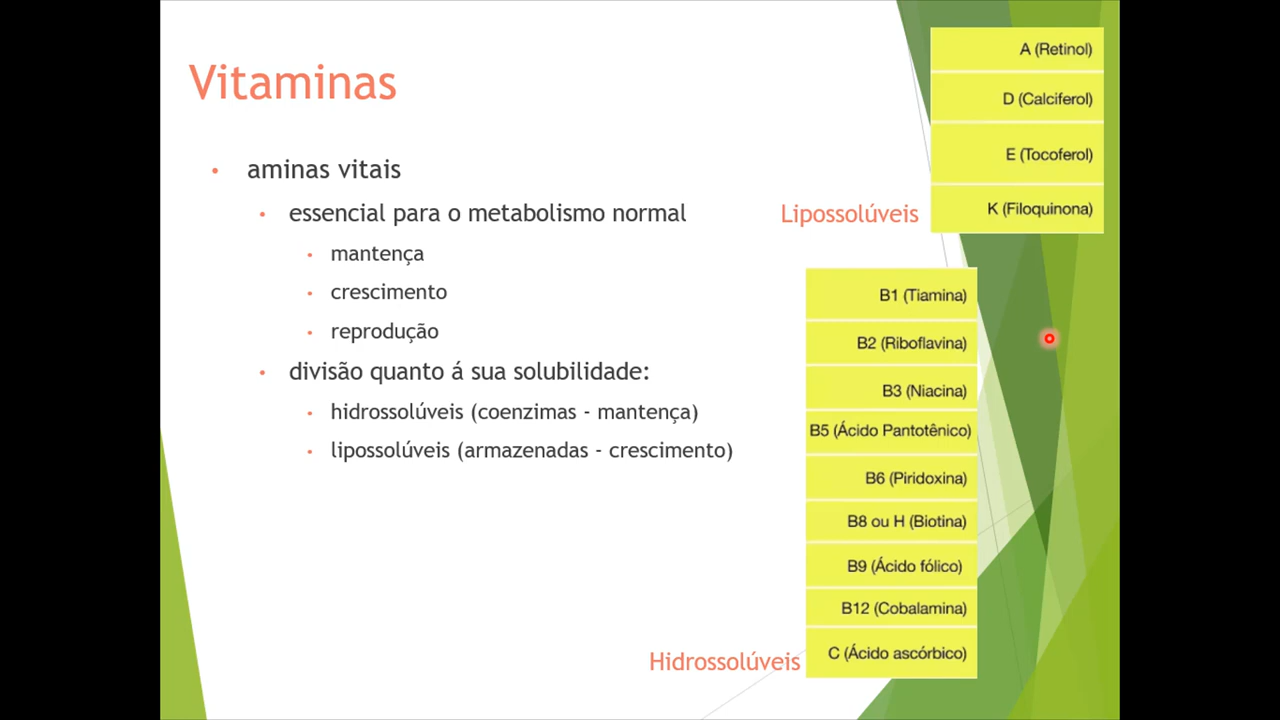 Vitaminas
aminas vitais
essencial para o metabolismo normal
mantença
crescimento
reprodução
divisão quanto á sua solubilidade:
hidrossolúveis (coenzimas - mantença)
lipossolúveis (armazenadas - crescimento)
Lipossolúveis
A (Retinol)
D (Calciferol)
E (Tocoferol)
K (Filoquinona)
Hidrossolúveis
B1 (Tiamina)
B2 (Riboflavina)
B3 (Niacina)
B5 (Ácido Pantotênico)
B6 (Piridoxina)
B8 ou H (Biotina)
B9 (Ácido fólico)
B12 (Cobalamina)
C (Ácido ascórbico)